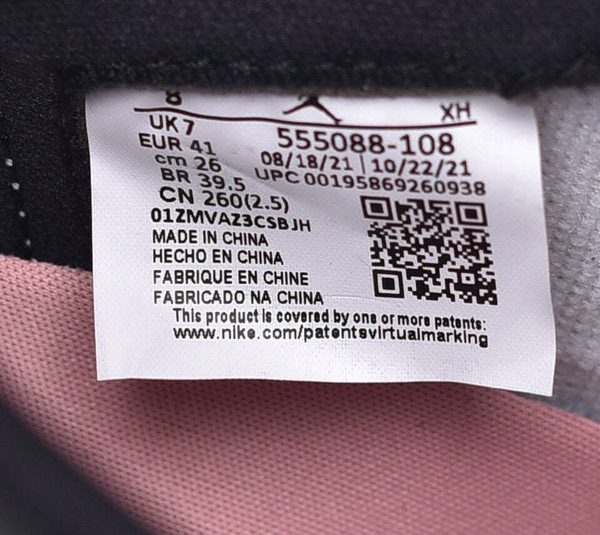 8 XH
UK 7
EUR 41 555088-108
cm 26 08/18/21 | 10/22/21
BR 39.5 UPC 00195869260938
CN 260(2.5)
01ZMVAZ3CSBJH
MADE IN CHINA
HECHO EN CHINA
FABRIQUE EN CHINE
FABRICADO NA CHINA
This product is covered by one or more patents:
www.nike.com/patentsvirtualmarking